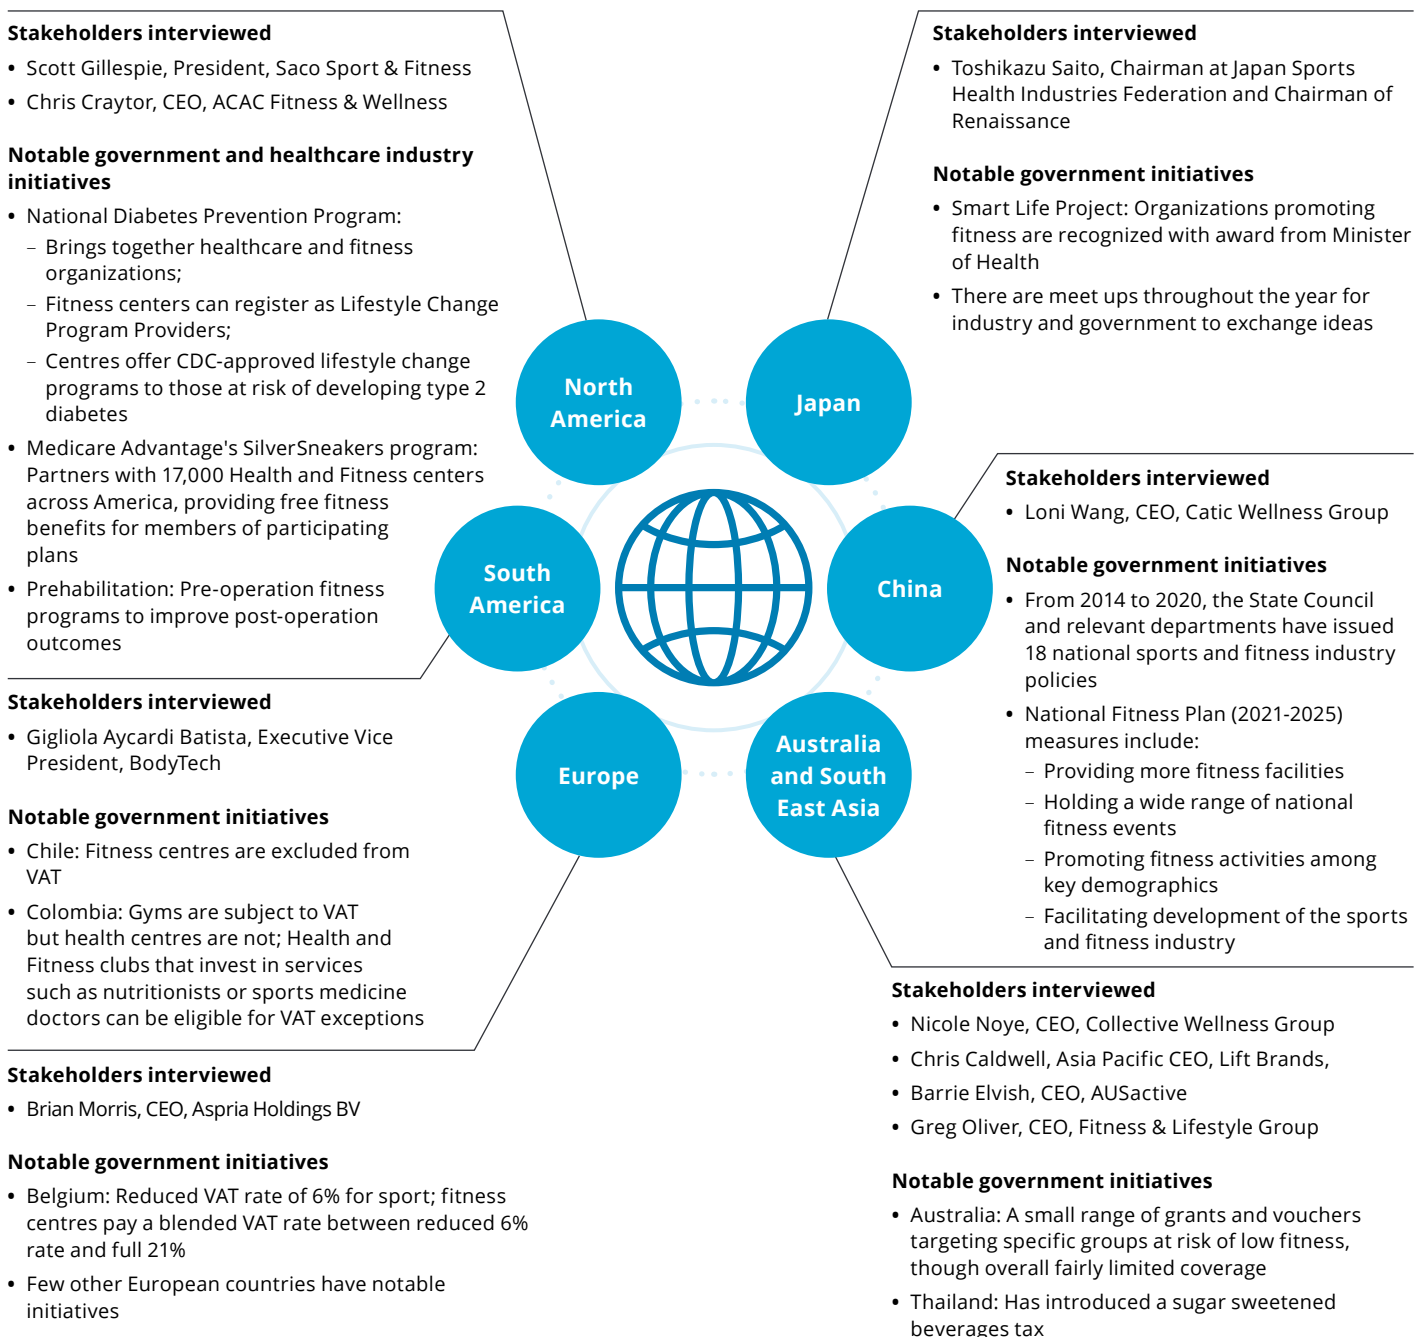 Stakeholders interviewed
• Scott Gillespie, President, Saco Sport & Fitness
• Chris Craytor, CEO, ACAC Fitness & Wellness
Notable government and healthcare industry
initiatives
• National Diabetes Prevention Program:
– Brings together healthcare and fitness
organizations;
– Fitness centers can register as Lifestyle Change
Program Providers;
– Centres offer CDC-approved lifestyle change
programs to those at risk of developing type 2
diabetes
• Medicare Advantage's SilverSneakers program:
Partners with 17,000 Health and Fitness centers
across America, providing free fitness
benefits for members of participating
plans
• Prehabilitation: Pre-operation fitness
programs to improve post-operation
outcomes
Stakeholders interviewed
• Gigliola Aycardi Batista, Executive Vice
President, BodyTech
Notable government initiatives
• Chile: Fitness centres are excluded from
VAT
• Colombia: Gyms are subject to VAT
but health centres are not; Health and
Fitness clubs that invest in services
such as nutritionists or sports medicine
doctors can be eligible for VAT exceptions
Stakeholders interviewed
• Brian Morris, CEO, Aspria Holdings BV
Notable government initiatives
• Belgium: Reduced VAT rate of 6% for sport; fitness
centres pay a blended VAT rate between reduced 6%
rate and full 21%
• Few other European countries have notable
initiatives
North
America
Japan
South
America
China
Europe
Australia
and South
East Asia
Stakeholders interviewed
• Toshikazu Saito, Chairman at Japan Sports
Health Industries Federation and Chairman of
Renaissance
Notable government initiatives
• Smart Life Project: Organizations promoting
fitness are recognized with award from Minister
of Health
• There are meet ups throughout the year for
industry and government to exchange ideas
Stakeholders interviewed
• Loni Wang, CEO, Catic Wellness Group
Notable government initiatives
• From 2014 to 2020, the State Council
and relevant departments have issued
18 national sports and fitness industry
policies
• National Fitness Plan (2021-2025)
measures include:
– Providing more fitness facilities
– Holding a wide range of national
fitness events
– Promoting fitness activities among
key demographics
– Facilitating development of the sports
and fitness industry
Stakeholders interviewed
• Nicole Noye, CEO, Collective Wellness Group
• Chris Caldwell, Asia Pacific CEO, Lift Brands,
• Barrie Elvish, CEO, AUSactive
• Greg Oliver, CEO, Fitness & Lifestyle Group
Notable government initiatives
• Australia: A small range of grants and vouchers
targeting specific groups at risk of low fitness,
though overall fairly limited coverage
• Thailand: Has introduced a sugar sweetened
beverages tax